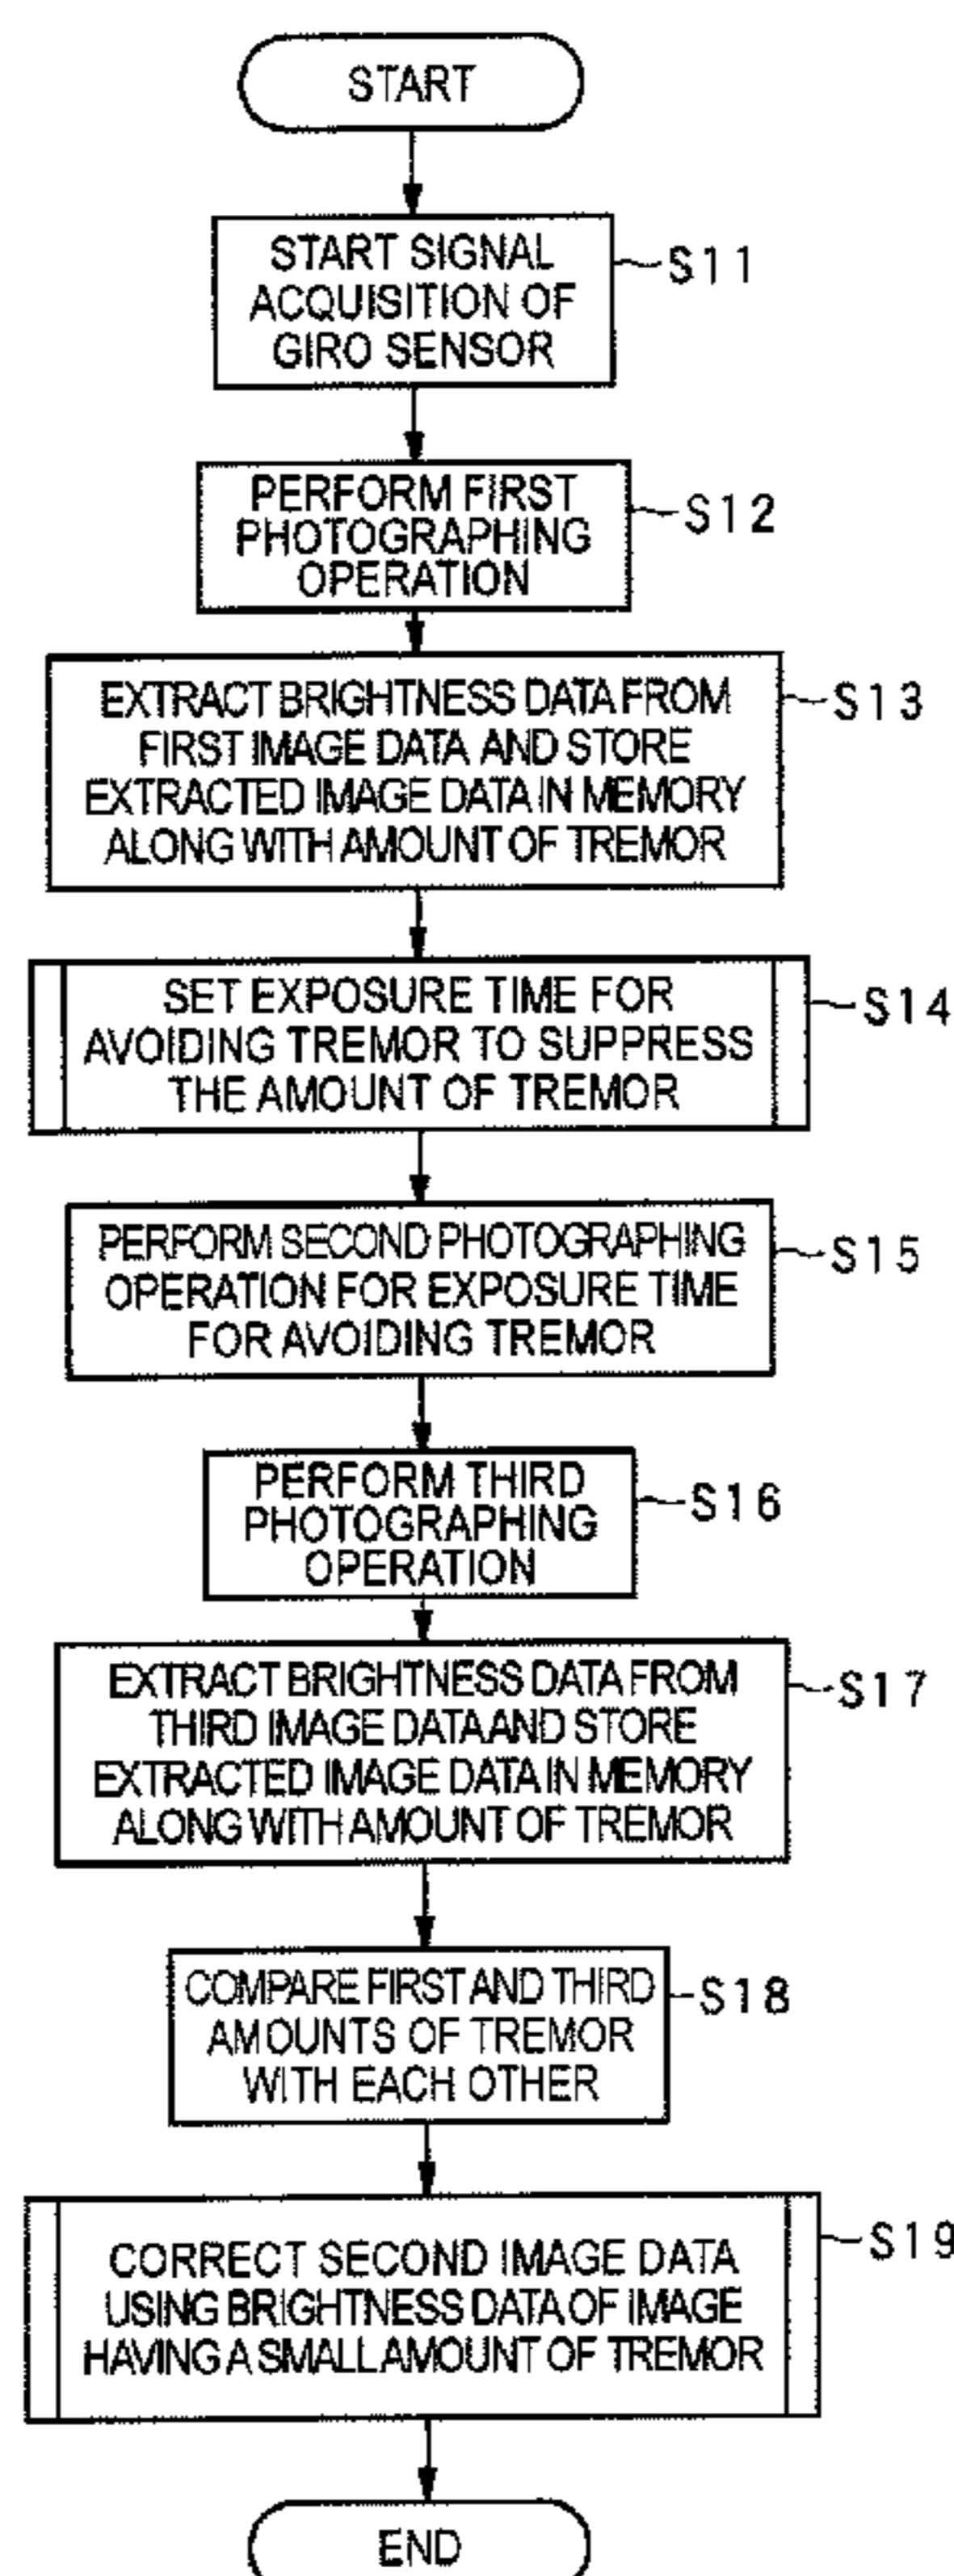 START
START SIGNAL
ACQUISITION OF
GIRO SENSOR
S11
PERFORM FIRST
PHOTOGRAPHING
OPERATION
S12
EXTRACT BRIGHTNESS DATA FROM
FIRST IMAGE DATA AND STORE
EXTRACTED IMAGE DATA IN MEMORY
ALONG WITH AMOUNT OF TREMOR
S13
SET EXPOSURE TIME FOR
AVOIDING TREMOR TO SUPPRESS
THE AMOUNT OF TREMOR
S14
PERFORM SECOND PHOTOGRAPHING
OPERATION FOR EXPOSURE TIME
FOR AVOIDING TREMOR
S15
PERFORM THIRD
PHOTOGRAPHING
OPERATION
S16
EXTRACT BRIGHTNESS DATA FROM
THIRD IMAGE DATA AND STORE
EXTRACTED IMAGE DATA IN MEMORY
ALONG WITH AMOUNT OF TREMOR
S17
COMPARE FIRST AND THIRD
AMOUNTS OF TREMOR
WITH EACH OTHER
S18
CORRECT SECOND IMAGE DATA
USING BRIGHTNESS DATA OF IMAGE
HAVING A SMALL AMOUNT OF TREMOR
S19
END